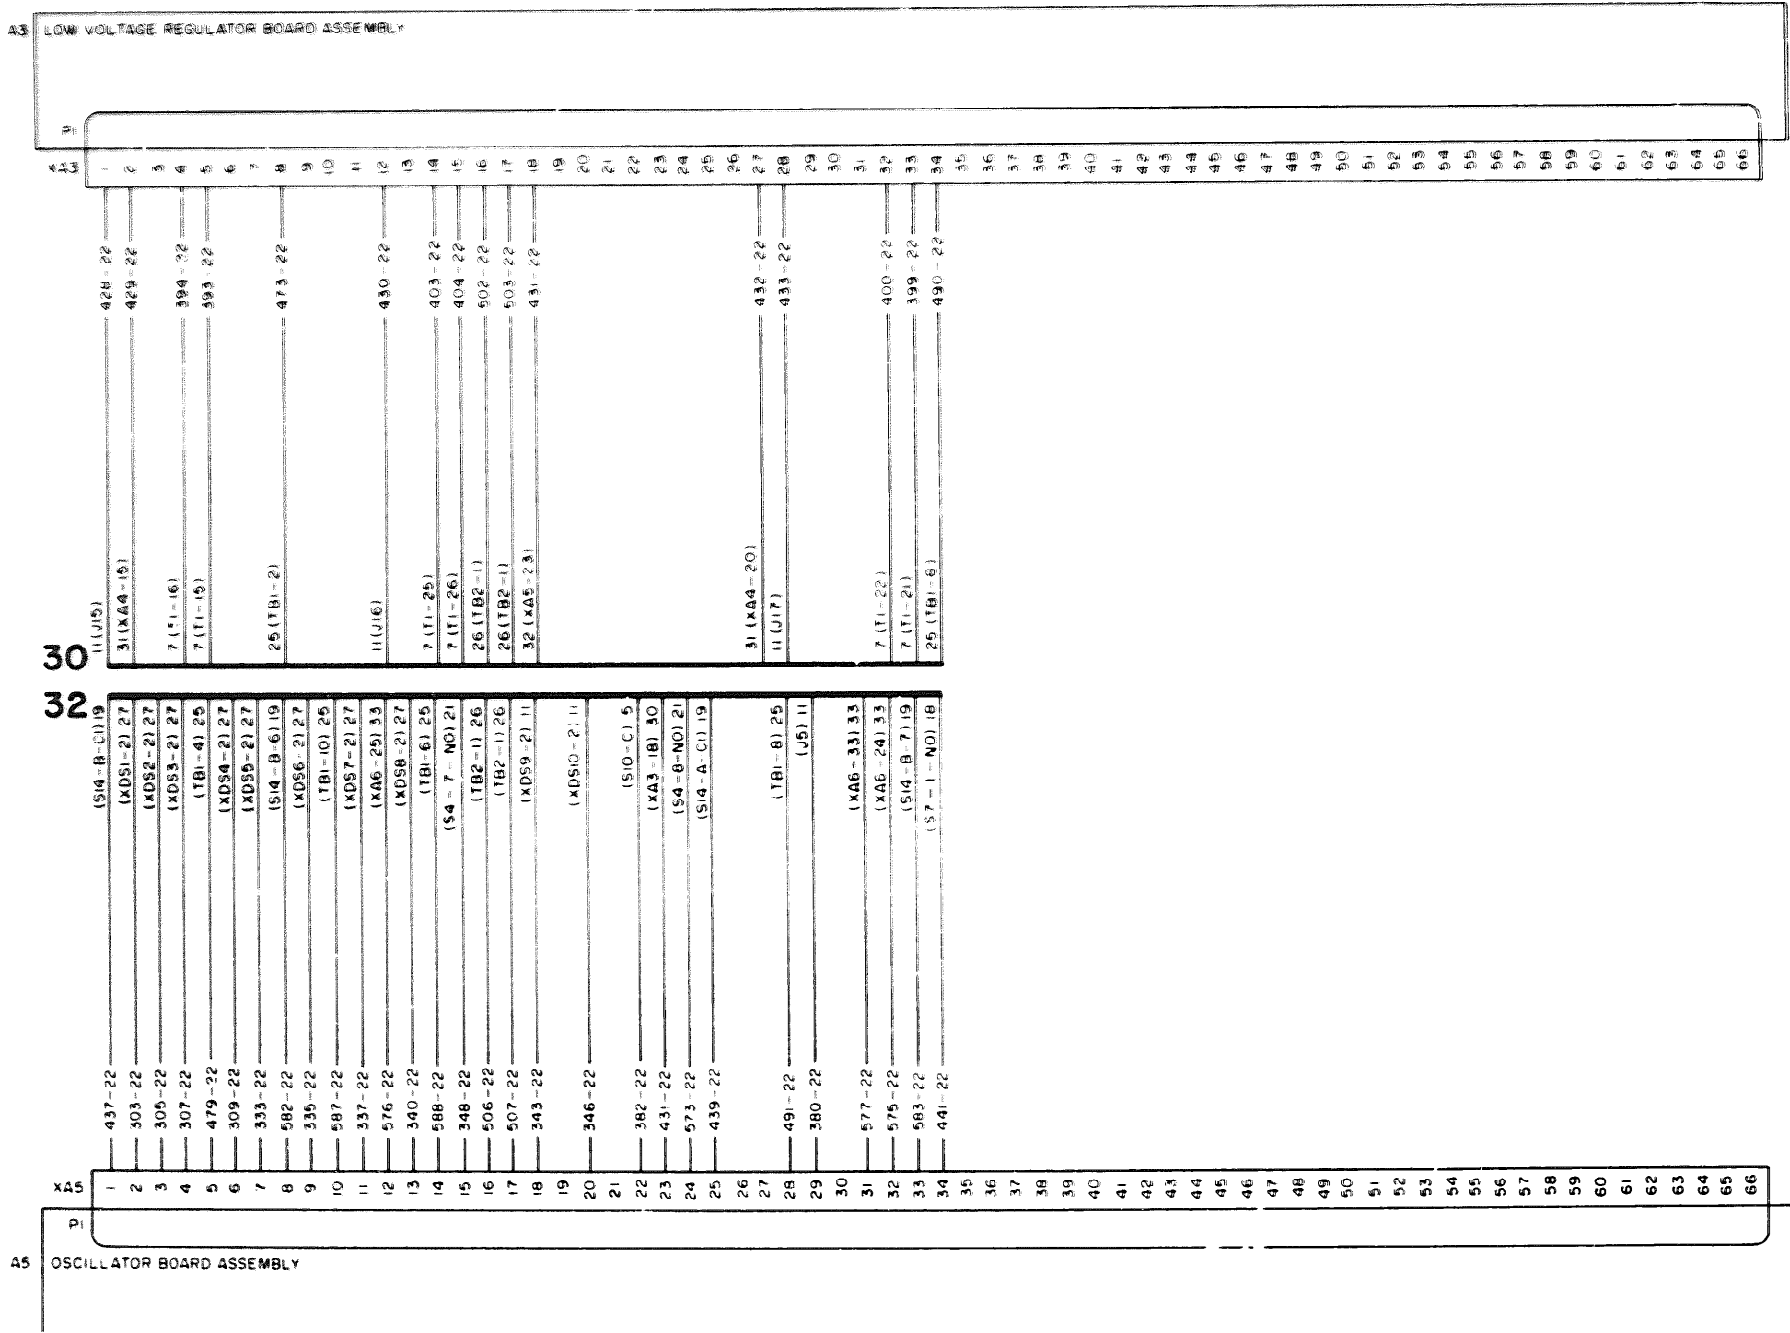 A3 LOW VOLTAGE REGULATOR BOARD ASSEMBLY
P1
XA3 1 2 3 4 5 6 7 8 9 10 11 12 13 14 15 16 17 18 19 20 21 22 23 24 25 26 27 28 29 30 31 32 33 34 35 36 37 38 39 40 41 42 43 44 45 46 47 48 49 50 51 52 53 54 55 56 57 58 59 60 61 62 63 64 65 66
428-22 429-22 394-22 393-22 473-22 430-22 403-22 404-22 502-22 503-22 431-22 432-22 433-22 400-22 399-22 490-22
11 (J15) 31 (XA4-15) 7 (T1-16) 7 (T1-15) 25 (TB1-2) 11 (J16) 7 (T1-25) 7 (T1-26) 26 (TB2-1) 26 (TB2-1) 32 (XA5-23) 31 (XA4-20) 11 (J17) 7 (T1-22) 7 (T1-21) 25 (TB1-8)
30
32
(S14-B-C1) 19 (XDS1-2) 27 (XDS2-2) 27 (XDS3-2) 27 (TB1-4) 25 (XDS4-2) 27 (XDS5-2) 27 (S14-B-6) 19 (XDS6-2) 27 (TB1-10) 25 (XDS7-2) 27 (XA6-25) 33 (XDS8-2) 27 (TB1-6) 25 (S4-7-NO) 21 (TB2-1) 26 (TB2-1) 26 (XDS9-2) 11 (XDS10-2) 11 (S10-C) 5 (XA3-18) 30 (S4-8-NO) 21 (S14-A-C1) 19 (TB1-8) 25 (J5) 11 (XA6-33) 33 (XA6-24) 33 (S14-B-7) 19 (S7-1-NO) 18
437-22 303-22 305-22 307-22 479-22 309-22 333-22 582-22 335-22 587-22 337-22 576-22 340-22 588-22 348-22 506-22 507-22 343-22 346-22 382-22 431-22 573-22 439-22 491-22 380-22 577-22 575-22 583-22 441-22
XA5 1 2 3 4 5 6 7 8 9 10 11 12 13 14 15 16 17 18 19 20 21 22 23 24 25 26 27 28 29 30 31 32 33 34 35 36 37 38 39 40 41 42 43 44 45 46 47 48 49 50 51 52 53 54 55 56 57 58 59 60 61 62 63 64 65 66
P1
A5 OSCILLATOR BOARD ASSEMBLY